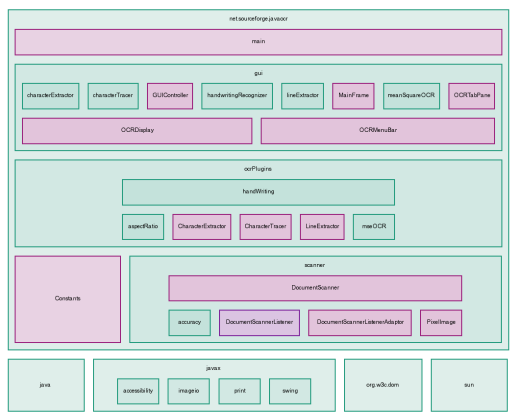 net.sourceforge.javaocr
main
gui
characterExtractor characterTracer GUIController handwritingRecognizer lineExtractor MainFrame meanSquareOCR OCRTabPane
OCRDisplay OCRMenuBar
ocrPlugins
handWriting
aspectRatio CharacterExtractor CharacterTracer LineExtractor mseOCR
scanner
DocumentScanner
Constants
accuracy DocumentScannerListener DocumentScannerListenerAdaptor PixelImage
java
javax
accessibility imageio print swing
org.w3c.dom
sun